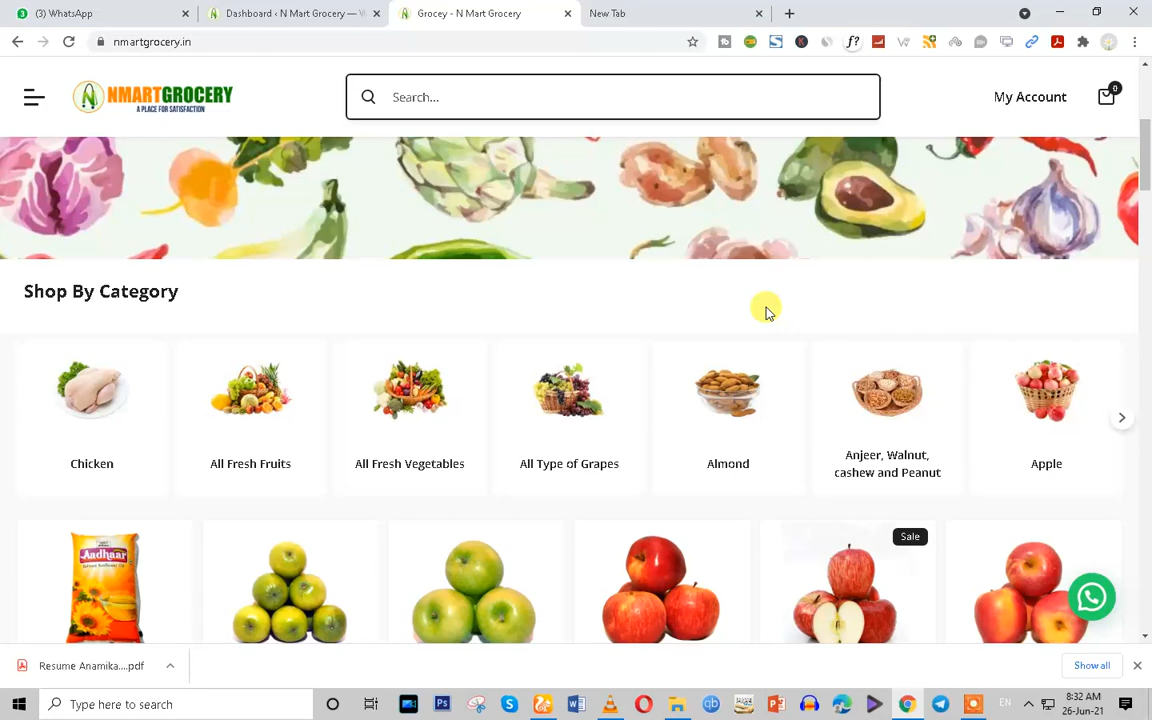 (3) WhatsApp
Dashboard ‹ N Mart Grocery —
Grocey - N Mart Grocery
New Tab
nmartgrocery.in
NMARTGROCERY
A PLACE FOR SATISFACTION
Search...
My Account
0
Shop By Category
Chicken
All Fresh Fruits
All Fresh Vegetables
All Type of Grapes
Almond
Anjeer, Walnut,
cashew and Peanut
Apple
Aadhaar
Sale
Resume Anamika....pdf
Show all
Type here to search
EN
8:32 AM
26-Jun-21